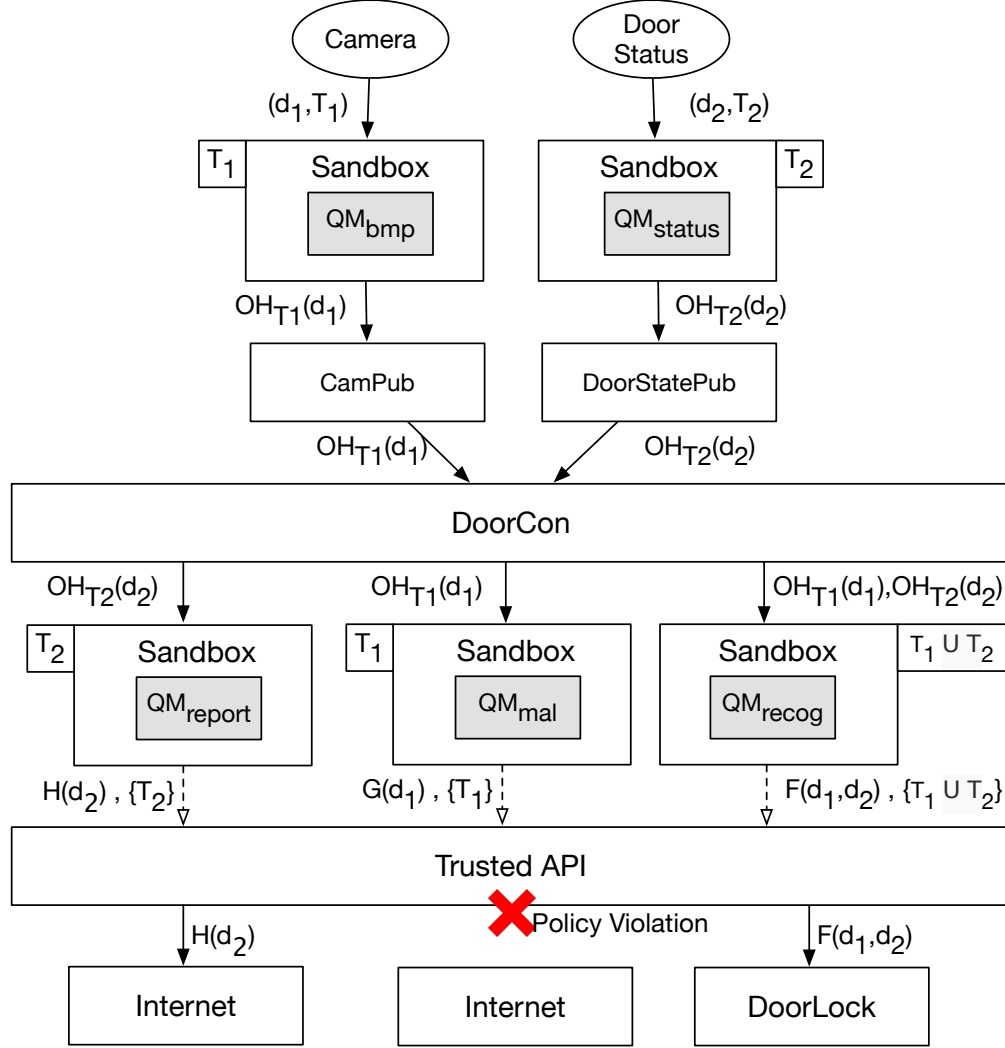 Camera
Door
Status
(d1,T1)
(d2,T2)
T1
Sandbox
QMbmp
Sandbox
T2
QMstatus
OHT1(d1)
OHT2(d2)
CamPub
DoorStatePub
OHT1(d1)
OHT2(d2)
DoorCon
OHT2(d2)
OHT1(d1)
OHT1(d1),OHT2(d2)
T2
Sandbox
QMreport
T1
Sandbox
QMmal
Sandbox
T1 U T2
QMrecog
H(d2) , {T2}
G(d1) , {T1}
F(d1,d2) , {T1 U T2}
Trusted API
Policy Violation
H(d2)
F(d1,d2)
Internet
Internet
DoorLock